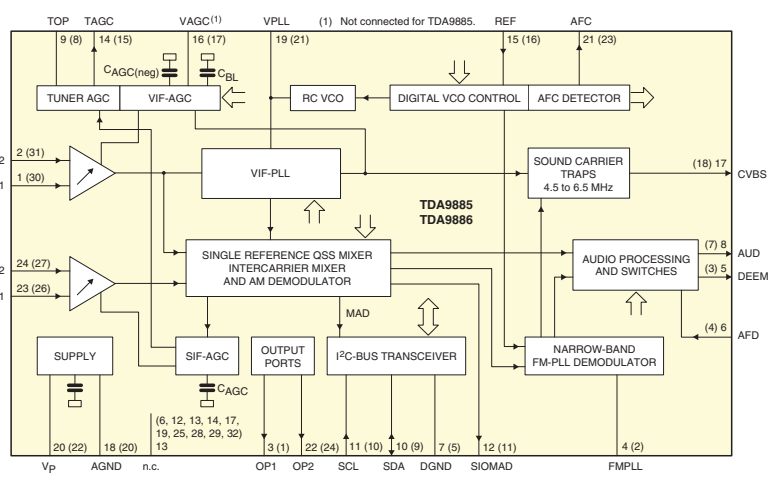 TOP TAGC VAGC(1) VPLL (1) Not connected for TDA9885. REF AFC
9 (8) 14 (15) 16 (17) 19 (21) 15 (16) 21 (23)
CAGC(neg) CBL
TUNER AGC VIF-AGC RC VCO DIGITAL VCO CONTROL AFC DETECTOR
2 2 (31)
1 1 (30)
VIF-PLL
SOUND CARRIER
TRAPS
4.5 to 6.5 MHz
(18) 17 CVBS
TDA9885
TDA9886
2 24 (27)
1 23 (26)
SINGLE REFERENCE QSS MIXER
INTERCARRIER MIXER
AND AM DEMODULATOR
AUDIO PROCESSING
AND SWITCHES
(7) 8 AUD
(3) 5 DEEM
MAD
(4) 6 AFD
SUPPLY
SIF-AGC
OUTPUT
PORTS
I2C-BUS TRANSCEIVER
NARROW-BAND
FM-PLL DEMODULATOR
CAGC
(6, 12, 13, 14, 17,
19, 25, 28, 29, 32)
20 (22) 18 (20) 13 3 (1) 22 (24) 11 (10) 10 (9) 7 (5) 12 (11) 4 (2)
VP AGND n.c. OP1 OP2 SCL SDA DGND SIOMAD FMPLL